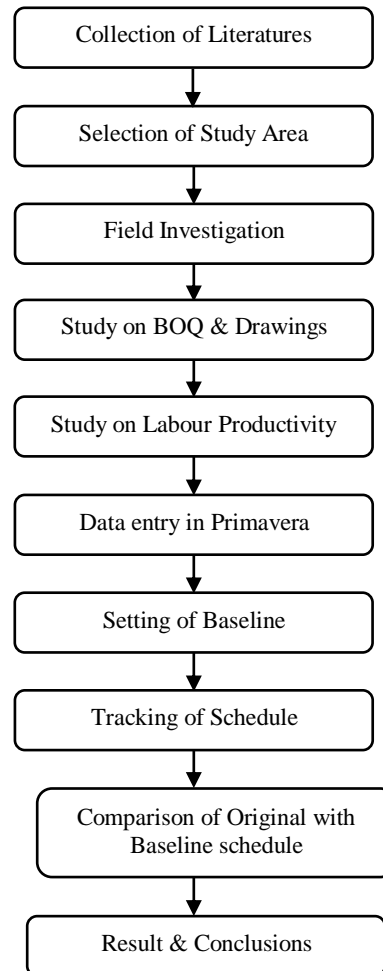 Collection of Literatures
Selection of Study Area
Field Investigation
Study on BOQ & Drawings
Study on Labour Productivity
Data entry in Primavera
Setting of Baseline
Tracking of Schedule
Comparison of Original with
Baseline schedule
Result & Conclusions